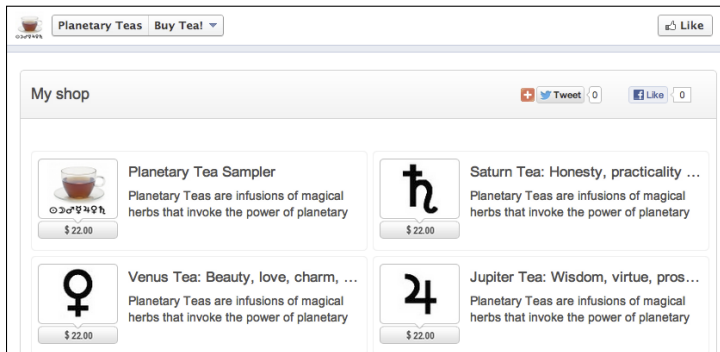 Planetary Teas Buy Tea! Like
My shop Tweet 0 Like 0
Planetary Tea Sampler
Planetary Teas are infusions of magical
herbs that invoke the power of planetary
☉☽♂☿♃♀♄
$ 22.00
Saturn Tea: Honesty, practicality ...
Planetary Teas are infusions of magical
herbs that invoke the power of planetary
♄
$ 22.00
Venus Tea: Beauty, love, charm, ...
Planetary Teas are infusions of magical
herbs that invoke the power of planetary
♀
$ 22.00
Jupiter Tea: Wisdom, virtue, pros...
Planetary Teas are infusions of magical
herbs that invoke the power of planetary
♃
$ 22.00